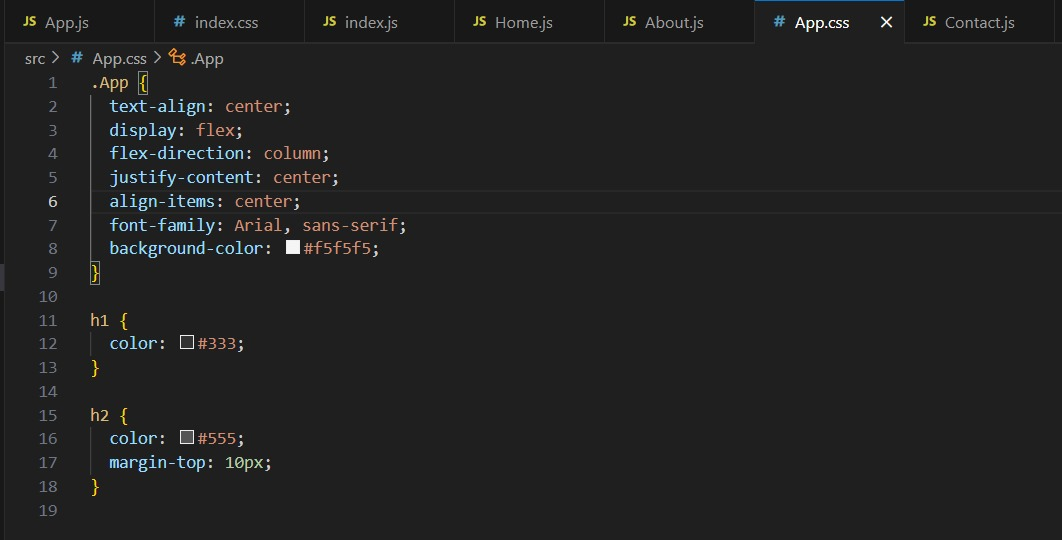 JS App.js # index.css JS index.js JS Home.js JS About.js # App.css × JS Contact.js
src > # App.css > .App
1 .App {
2   text-align: center;
3   display: flex;
4   flex-direction: column;
5   justify-content: center;
6   align-items: center;
7   font-family: Arial, sans-serif;
8   background-color: #f5f5f5;
9 }
10
11 h1 {
12   color: #333;
13 }
14
15 h2 {
16   color: #555;
17   margin-top: 10px;
18 }
19